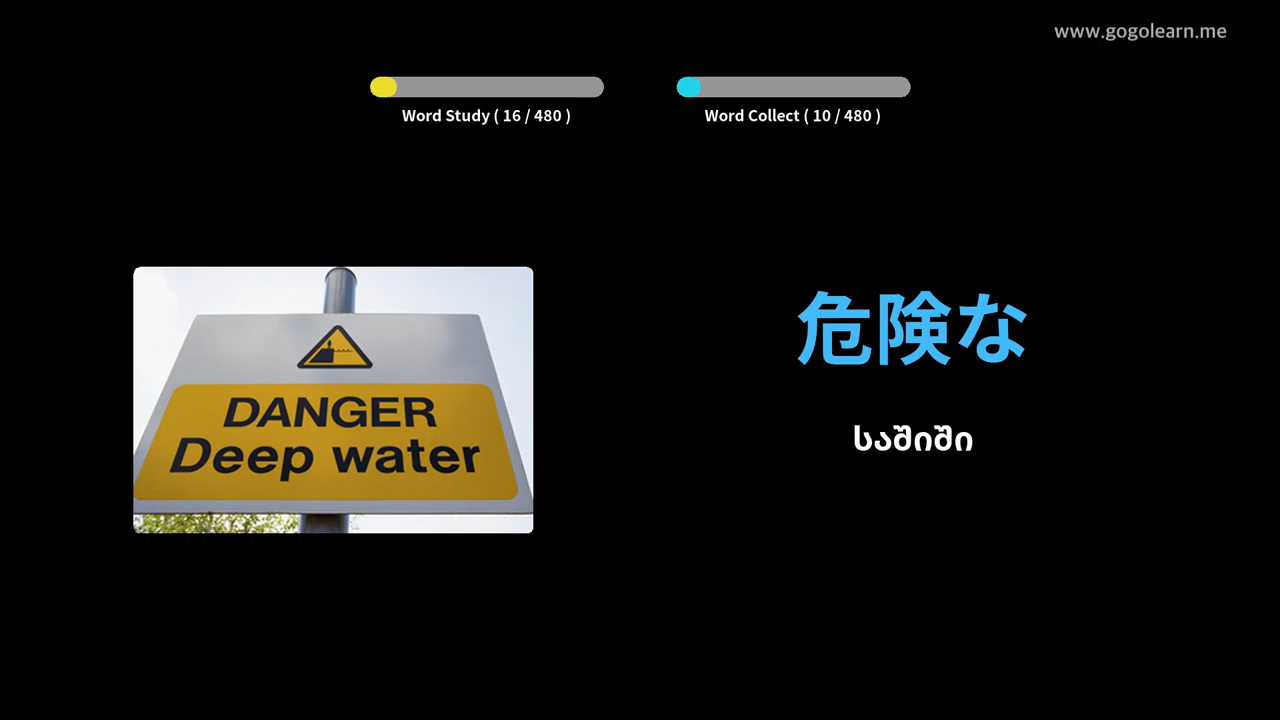 www.gogolearn.me
Word Study ( 16 / 480 )
Word Collect ( 10 / 480 )
DANGER
Deep water
危険な
საშიში